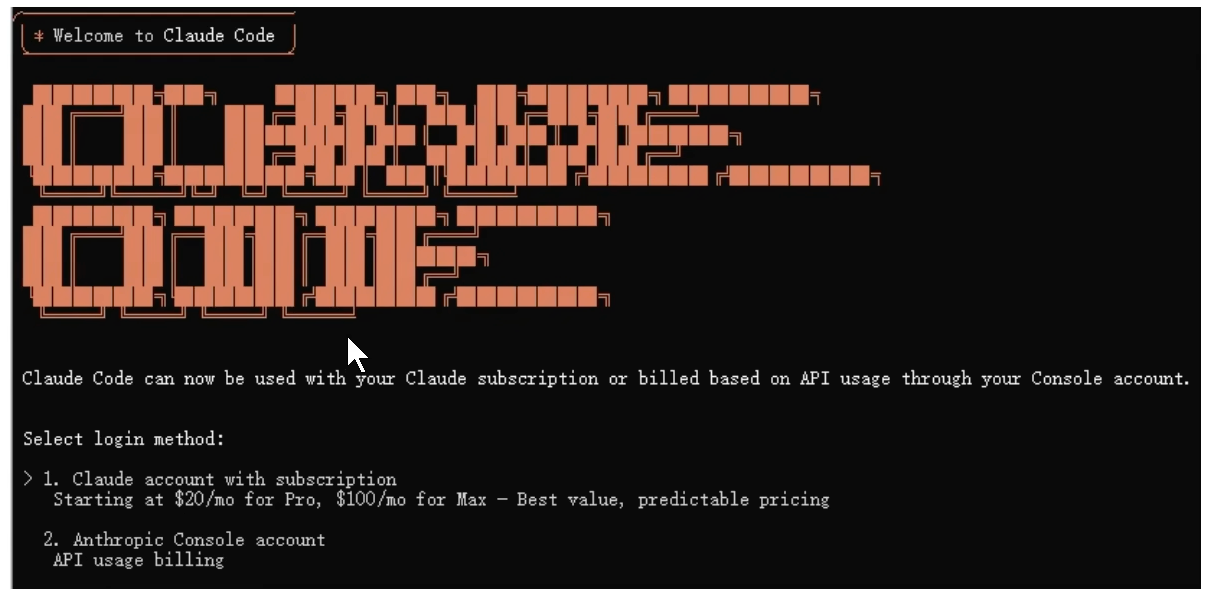 * Welcome to Claude Code
CLAUDE
CODE
Claude Code can now be used with your Claude subscription or billed based on API usage through your Console account.
Select login method:
> 1. Claude account with subscription
Starting at $20/mo for Pro, $100/mo for Max - Best value, predictable pricing
2. Anthropic Console account
API usage billing